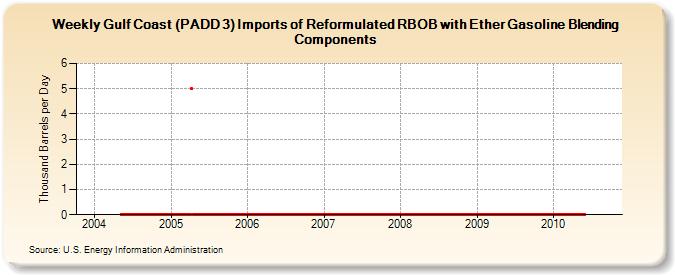 Weekly Gulf Coast (PADD 3) Imports of Reformulated RBOB with Ether Gasoline Blending
Components
Thousand Barrels per Day
6
5
4
3
2
1
0
2004 2005 2006 2007 2008 2009 2010
Source: U.S. Energy Information Administration